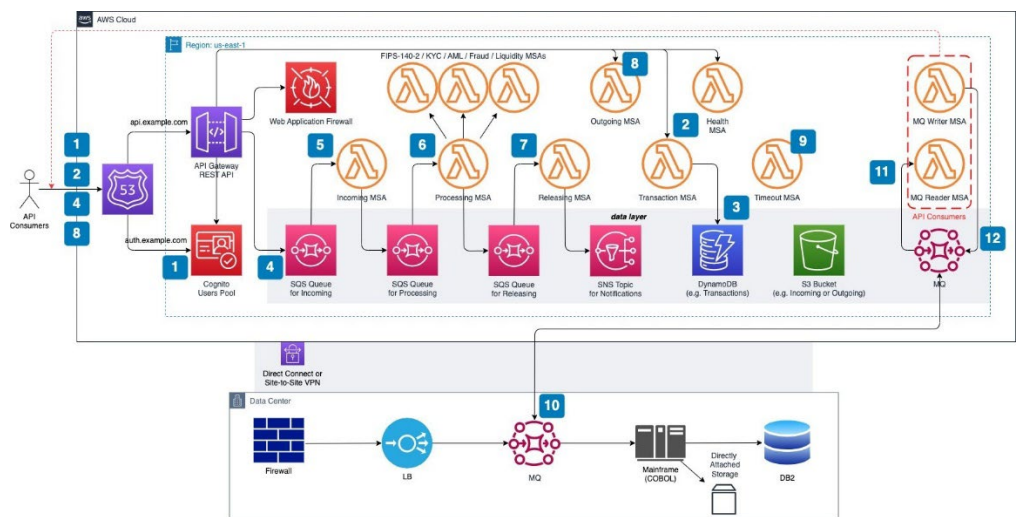 AWS Cloud
aws
Region: us-east-1
FIPS-140-2 / KYC / AML / Fraud / Liquidity MSAs
8
api.example.com
Web Application Firewall
Outgoing MSA
Health
MSA
MQ Writer MSA
1
2
4
8
53
API
Consumers
API Gateway
REST API
5
Incoming MSA
6
Processing MSA
7
Releasing MSA
2
Transaction MSA
9
Timeout MSA
11
MQ Reader MSA
API Consumers
data layer
auth.example.com
1
Cognito
Users Pool
4
SQS Queue
for Incoming
SQS Queue
for Processing
SQS Queue
for Releasing
SNS Topic
for Notifications
3
DynamoDB
(e.g. Transactions)
S3 Bucket
(e.g. Incoming or Outgoing)
12
MQ
Direct Connect or
Site-to-Site VPN
Data Center
10
Firewall
LB
MQ
Mainframe
(COBOL)
Directly
Attached
Storage
DB2